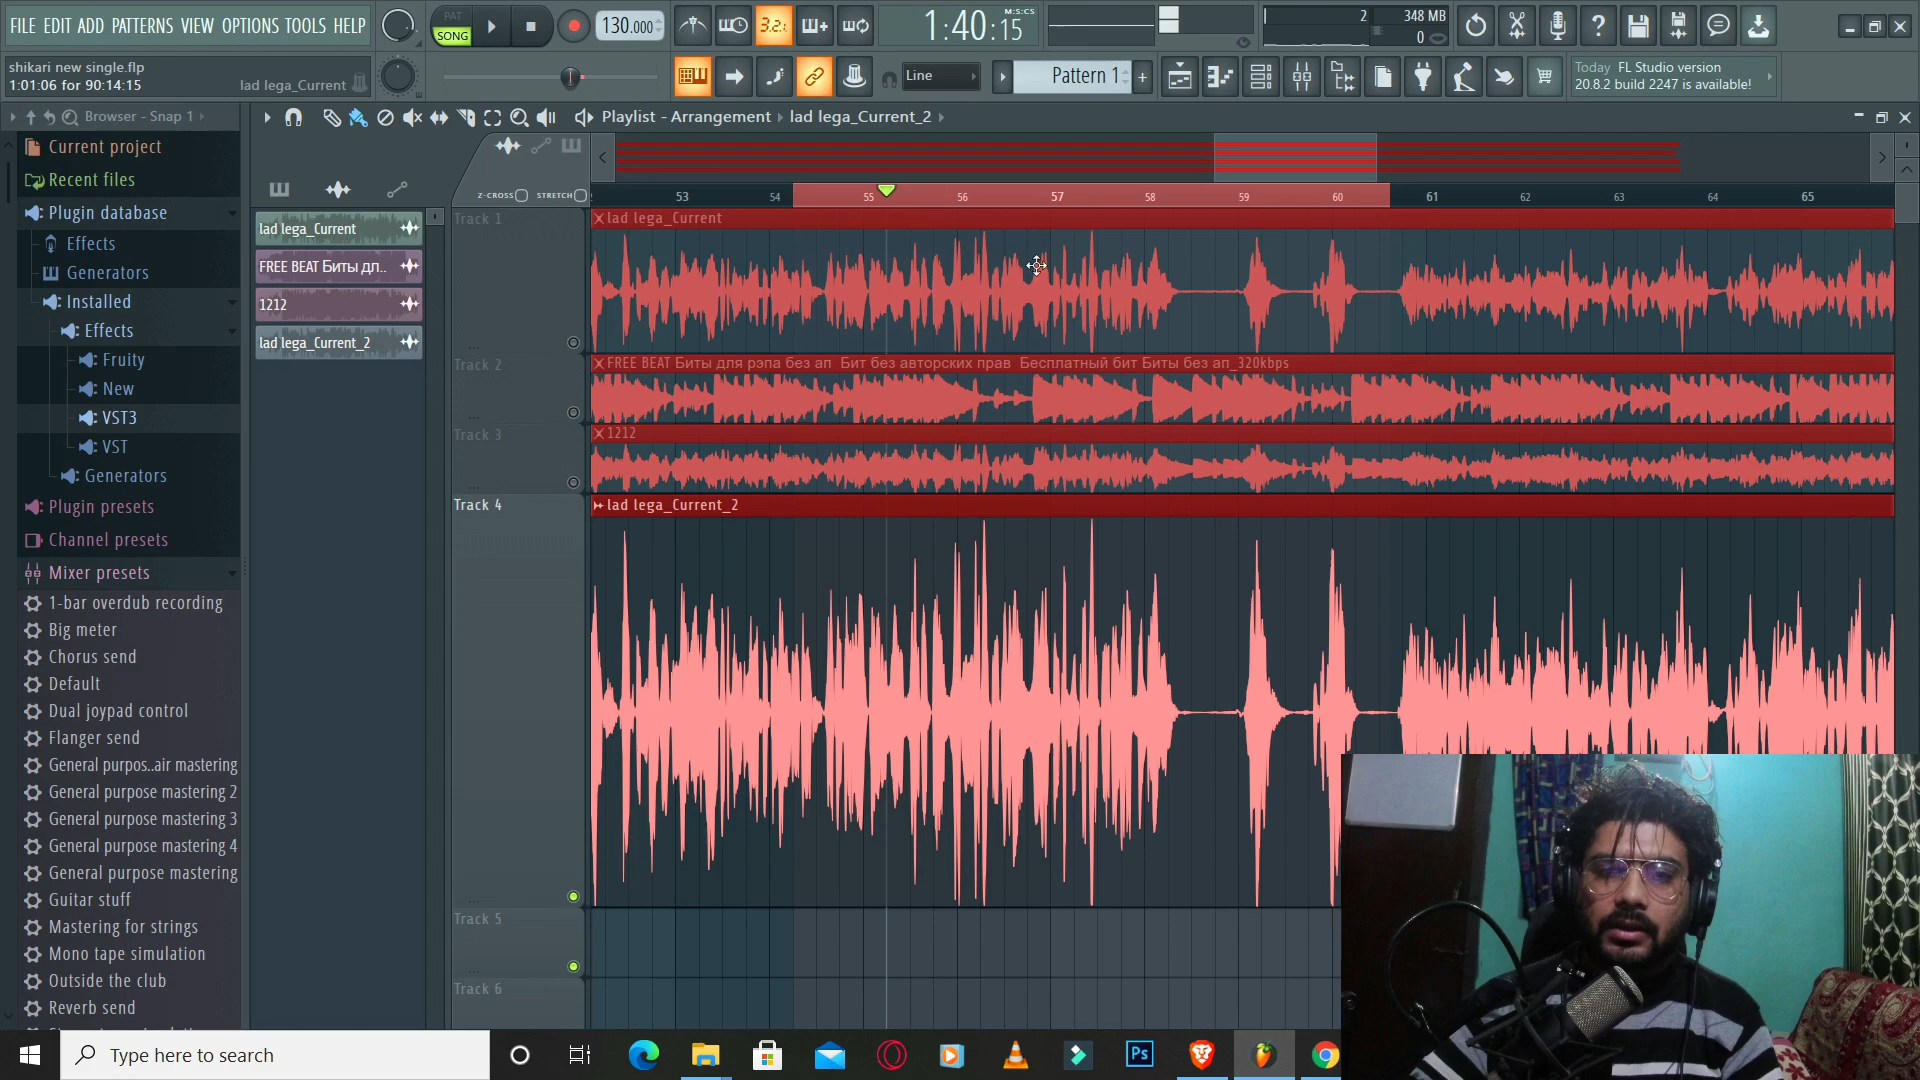 FILE EDIT ADD PATTERNS VIEW OPTIONS TOOLS HELP
PAT
SONG
130.000
3.2.
1:40:15
M:S:CS
2
348 MB
0
shikari new single.flp
1:01:06 for 90:14:15
lad lega_Current
Line
Pattern 1
Today FL Studio version
20.8.2 build 2247 is available!
Browser - Snap 1
Playlist - Arrangement
lad lega_Current_2
Current project
Recent files
Plugin database
Effects
Generators
Installed
Effects
Fruity
New
VST3
VST
Generators
Plugin presets
Channel presets
Mixer presets
1-bar overdub recording
Big meter
Chorus send
Default
Dual joypad control
Flanger send
General purpos..air mastering
General purpose mastering 2
General purpose mastering 3
General purpose mastering 4
General purpose mastering
Guitar stuff
Mastering for strings
Mono tape simulation
Outside the club
Reverb send
lad lega_Current
FREE BEAT Биты дл..
1212
lad lega_Current_2
Z-CROSS
STRETCH
53 54 55 56 57 58 59 60 61 62 63 64 65
Track 1
lad lega_Current
Track 2
FREE BEAT Биты для рэпа без ап Бит без авторских прав Бесплатный бит Биты без ап_320kbps
Track 3
1212
Track 4
lad lega_Current_2
Track 5
Track 6
Type here to search
Ps